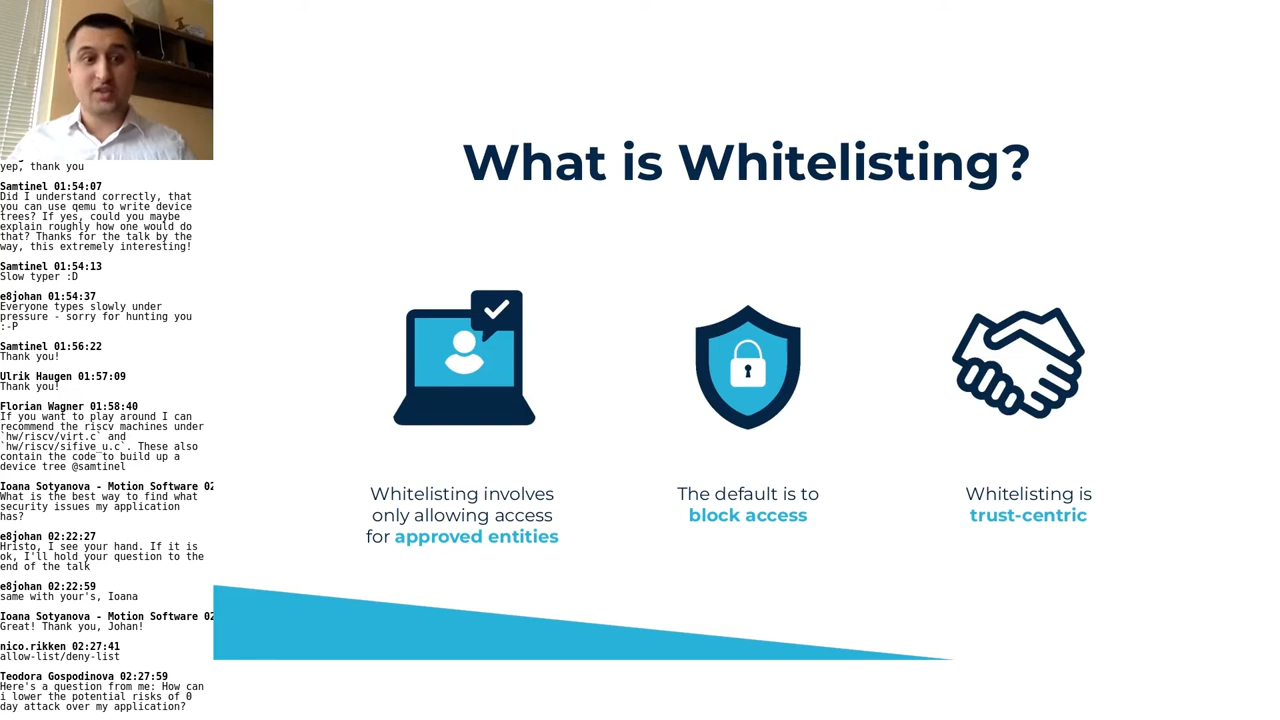 yep, thank you
Samtinel 01:54:07
Did I understand correctly, that
you can use qemu to write device
trees? If yes, could you maybe
explain roughly how one would do
that? Thanks for the talk by the
way, this extremely interesting!
Samtinel 01:54:13
Slow typer :D
e8johan 01:54:37
Everyone types slowly under
pressure - sorry for hunting you
:-P
Samtinel 01:56:22
Thank you!
Ulrik Haugen 01:57:09
Thank you!
Florian Wagner 01:58:40
If you want to play around I can
recommend the riscv machines under
`hw/riscv/virt.c` and
`hw/riscv/sifive_u.c`. These also
contain the code to build up a
device tree @samtinel
Ioana Sotyanova - Motion Software 02
What is the best way to find what
security issues my application
has?
e8johan 02:22:27
Hristo, I see your hand. If it is
ok, I'll hold your question to the
end of the talk
e8johan 02:22:59
same with your's, Ioana
Ioana Sotyanova - Motion Software 02
Great! Thank you, Johan!
nico.rikken 02:27:41
allow-list/deny-list
Teodora Gospodinova 02:27:59
Here's a question from me: How can
i lower the potential risks of 0
day attack over my application?
What is Whitelisting?
Whitelisting involves
only allowing access
for approved entities
The default is to
block access
Whitelisting is
trust-centric